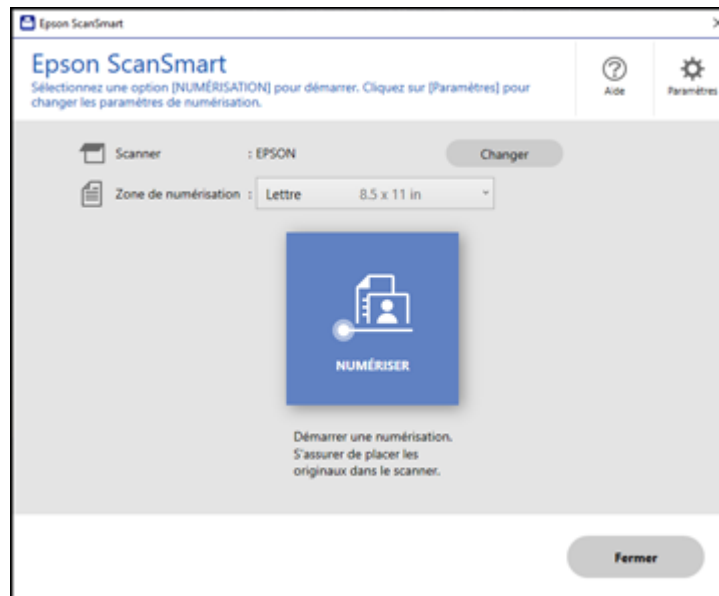 Epson ScanSmart
Epson ScanSmart
Sélectionnez une option [NUMÉRISATION] pour démarrer. Cliquez sur [Paramètres] pour
changer les paramètres de numérisation.
Aide
Paramètres
Scanner : EPSON
Changer
Zone de numérisation : Lettre 8.5 x 11 in
NUMÉRISER
Démarrer une numérisation.
S'assurer de placer les
originaux dans le scanner.
Fermer